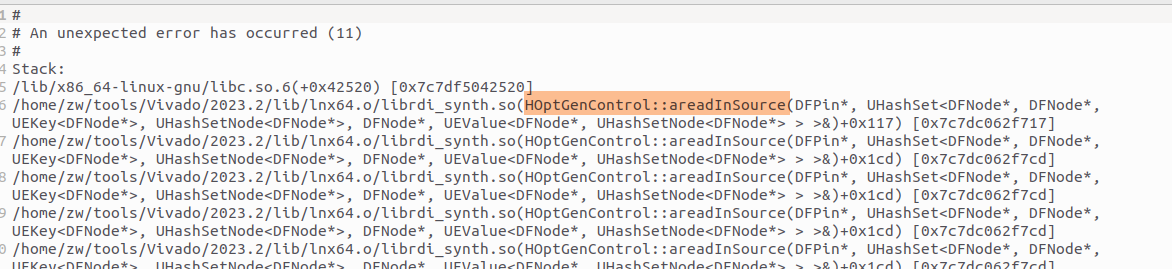 1 #
2 # An unexpected error has occurred (11)
3 #
4 Stack:
5 /lib/x86_64-linux-gnu/libc.so.6(+0x42520) [0x7c7df5042520]
6 /home/zw/tools/Vivado/2023.2/lib/lnx64.o/librdi_synth.so(HOptGenControl::areadInSource(DFPin*, UHashSet<DFNode*, DFNode*,
UEKey<DFNode*>, UHashSetNode<DFNode*>, DFNode*, UEValue<DFNode*, UHashSetNode<DFNode*> > >&)+0x117) [0x7c7dc062f717]
7 /home/zw/tools/Vivado/2023.2/lib/lnx64.o/librdi_synth.so(HOptGenControl::areadInSource(DFPin*, UHashSet<DFNode*, DFNode*,
UEKey<DFNode*>, UHashSetNode<DFNode*>, DFNode*, UEValue<DFNode*, UHashSetNode<DFNode*> > >&)+0x1cd) [0x7c7dc062f7cd]
8 /home/zw/tools/Vivado/2023.2/lib/lnx64.o/librdi_synth.so(HOptGenControl::areadInSource(DFPin*, UHashSet<DFNode*, DFNode*,
UEKey<DFNode*>, UHashSetNode<DFNode*>, DFNode*, UEValue<DFNode*, UHashSetNode<DFNode*> > >&)+0x1cd) [0x7c7dc062f7cd]
9 /home/zw/tools/Vivado/2023.2/lib/lnx64.o/librdi_synth.so(HOptGenControl::areadInSource(DFPin*, UHashSet<DFNode*, DFNode*,
UEKey<DFNode*>, UHashSetNode<DFNode*>, DFNode*, UEValue<DFNode*, UHashSetNode<DFNode*> > >&)+0x1cd) [0x7c7dc062f7cd]
0 /home/zw/tools/Vivado/2023.2/lib/lnx64.o/librdi_synth.so(HOptGenControl::areadInSource(DFPin*, UHashSet<DFNode*, DFNode*,
UEKey<DFNode*>, UHashSetNode<DFNode*>, DFNode*, UEValue<DFNode*, UHashSetNode<DFNode*> > >&)+0x1cd) [0x7c7dc062f7cd]